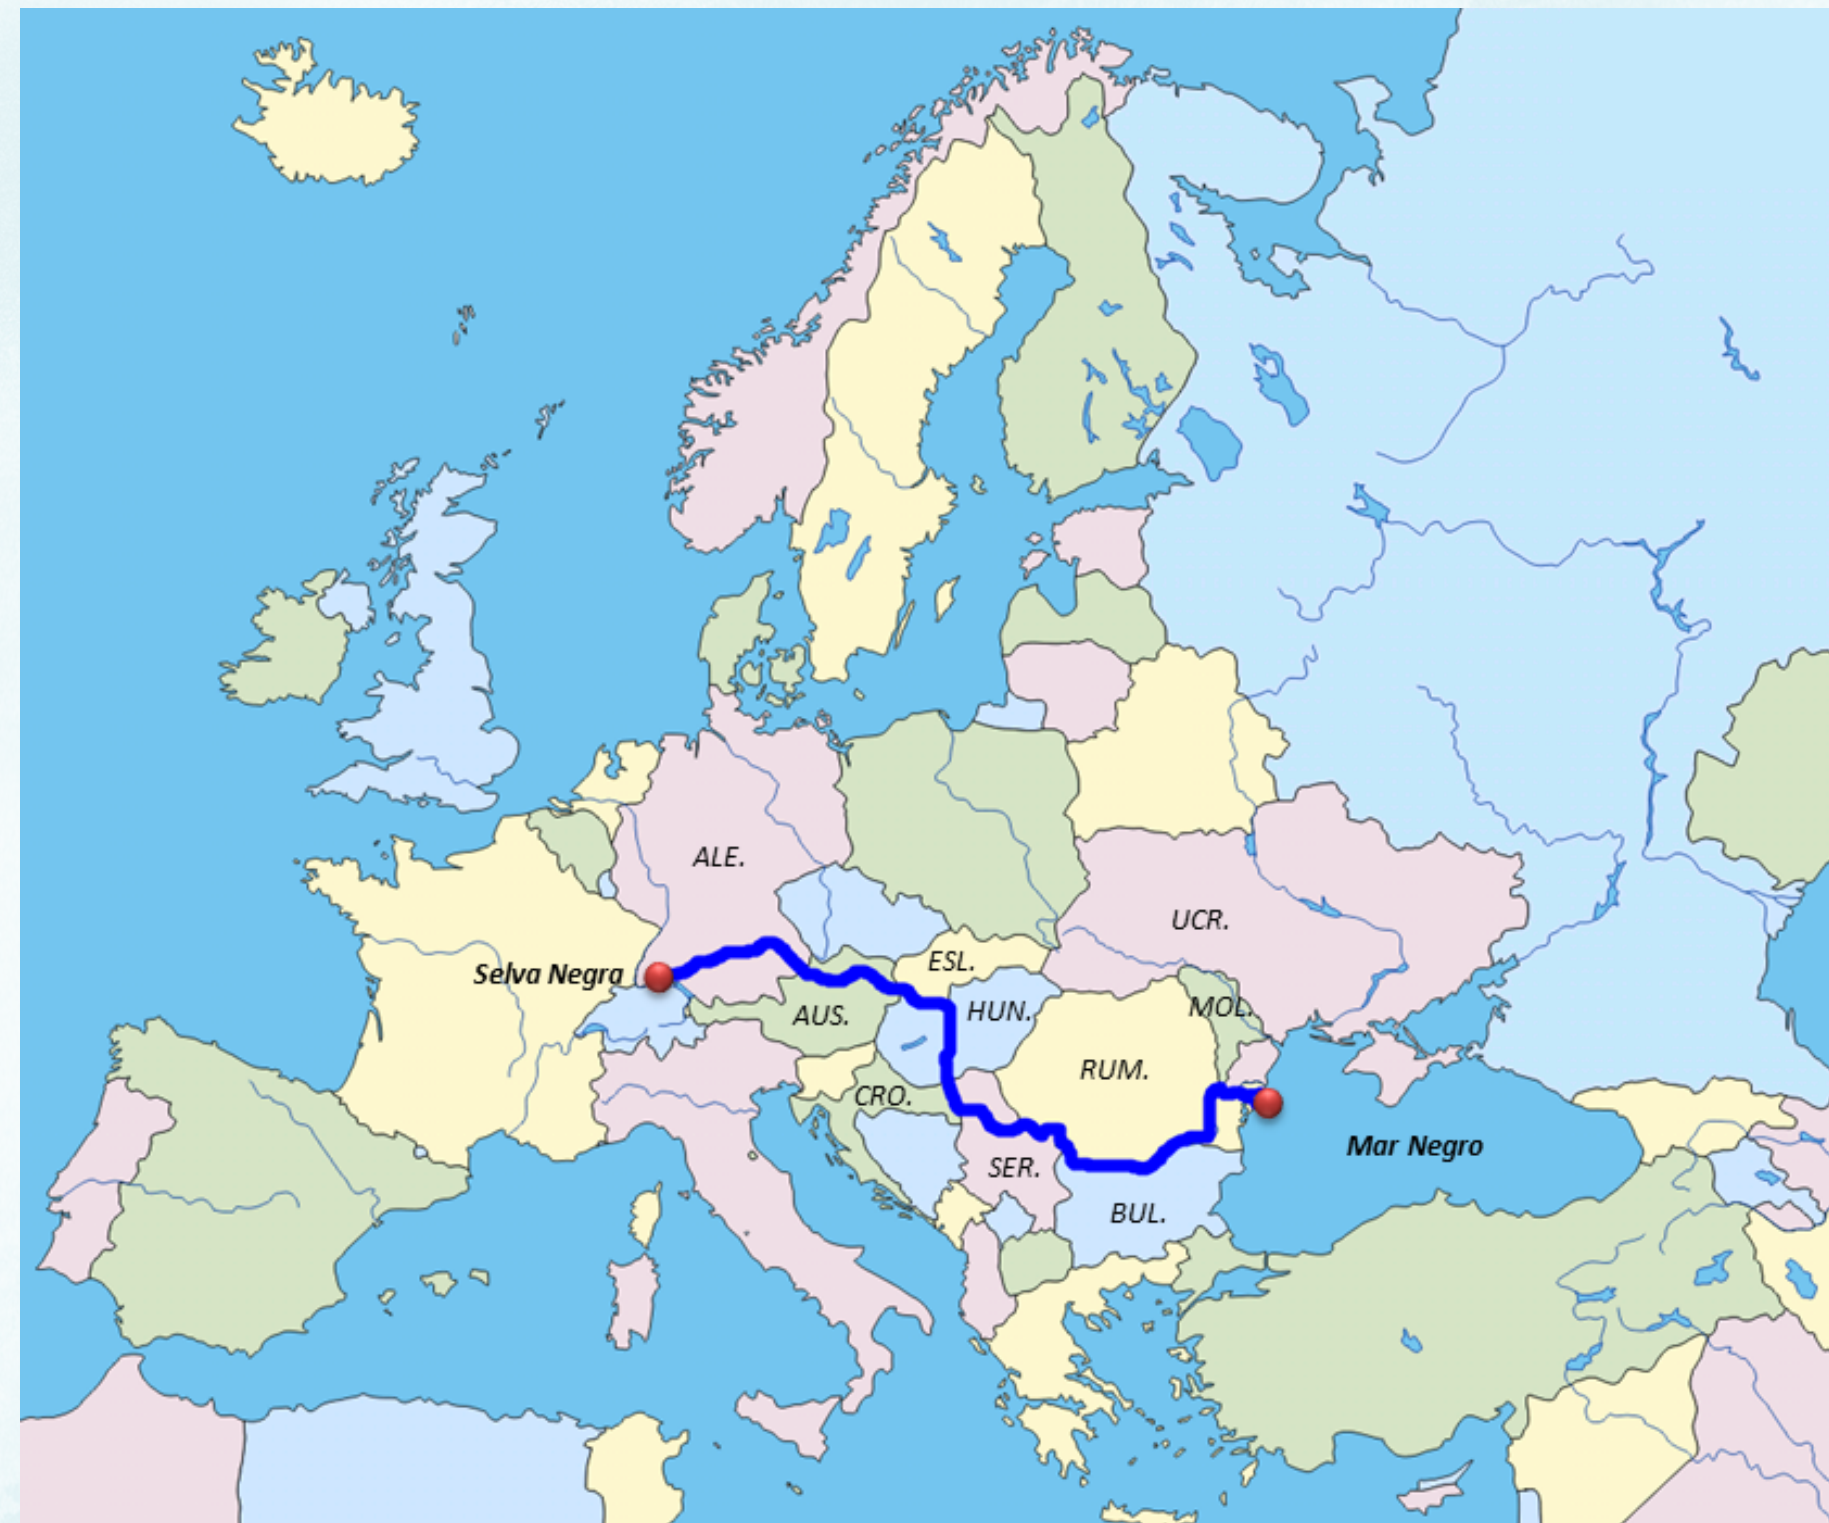 ALE.
UCR.
ESL.
Selva Negra
MOL.
HUN.
AUS.
RUM.
CRO.
Mar Negro
SER.
BUL.